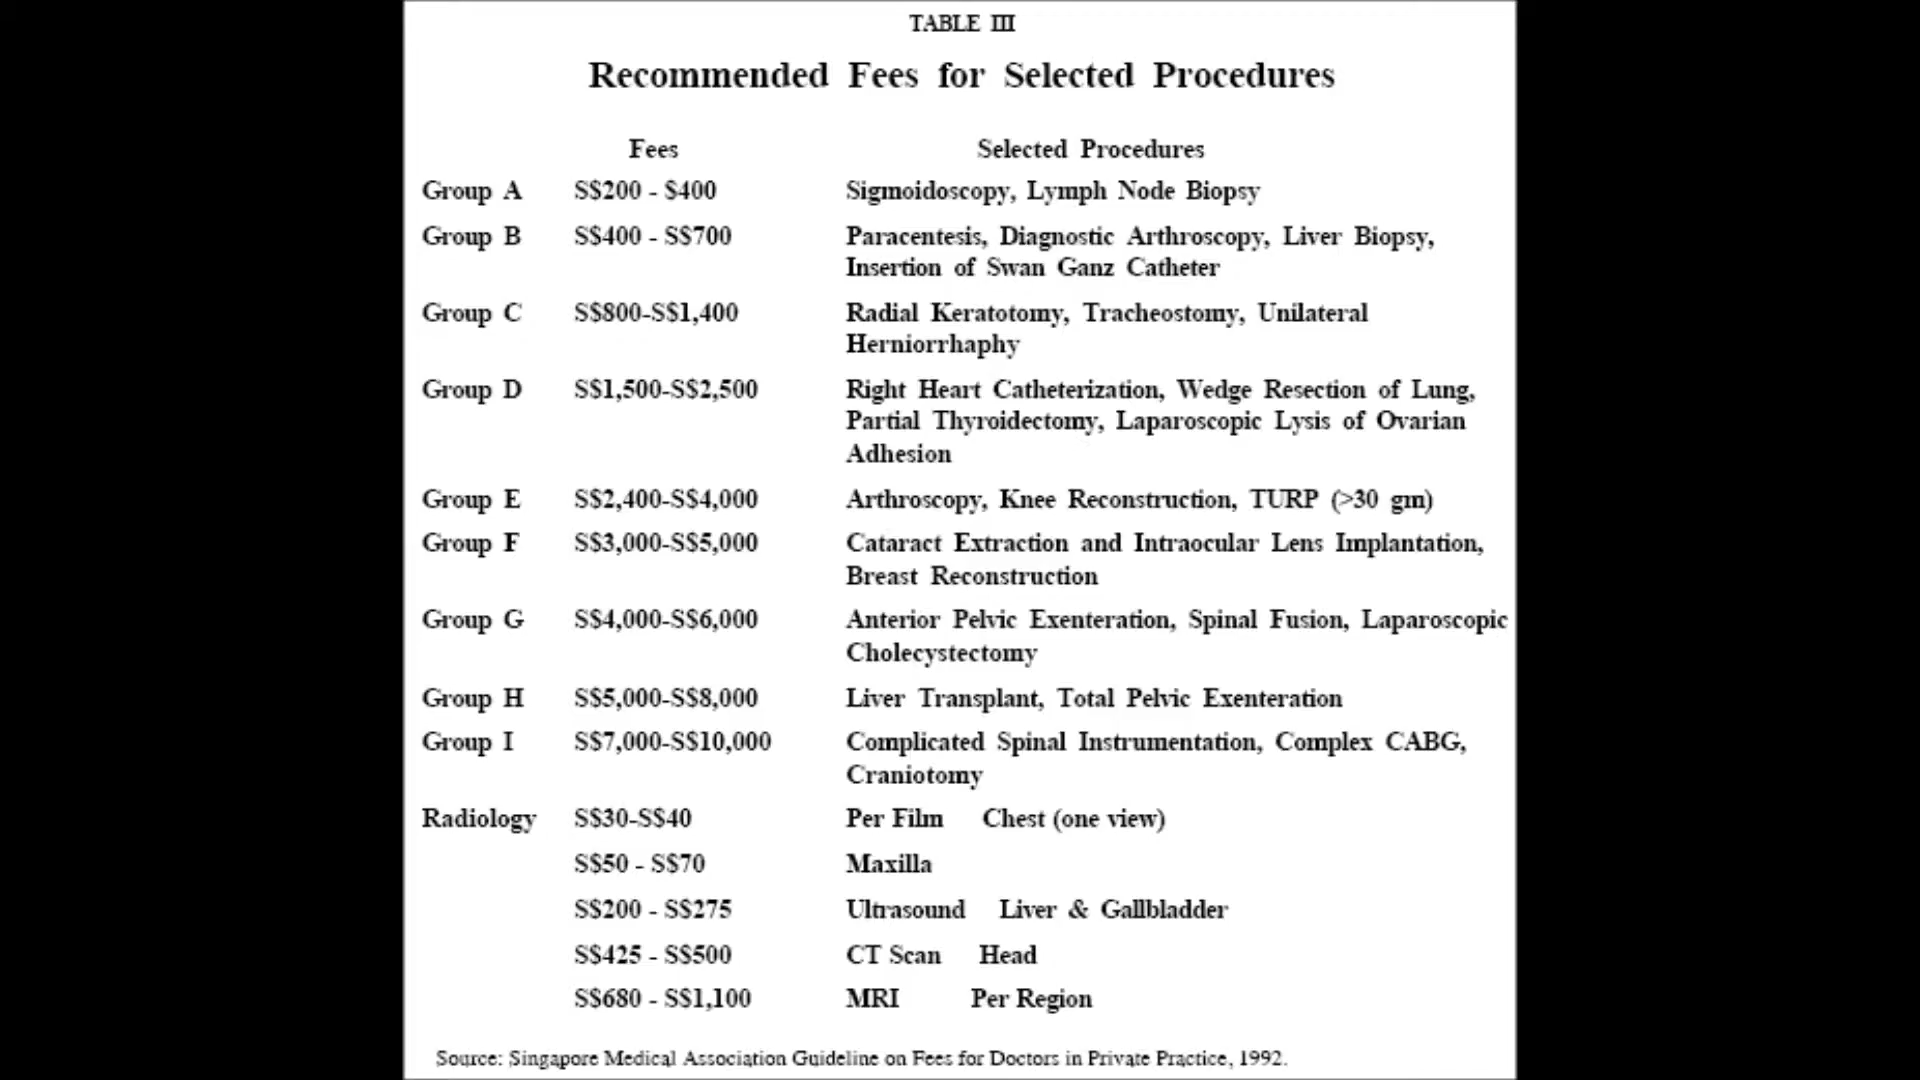 TABLE III
Recommended Fees for Selected Procedures
Fees Selected Procedures
Group A S$200 - $400 Sigmoidoscopy, Lymph Node Biopsy
Group B S$400 - S$700 Paracentesis, Diagnostic Arthroscopy, Liver Biopsy,
Insertion of Swan Ganz Catheter
Group C S$800-S$1,400 Radial Keratotomy, Tracheostomy, Unilateral
Herniorrhaphy
Group D S$1,500-S$2,500 Right Heart Catheterization, Wedge Resection of Lung,
Partial Thyroidectomy, Laparoscopic Lysis of Ovarian
Adhesion
Group E S$2,400-S$4,000 Arthroscopy, Knee Reconstruction, TURP (>30 gm)
Group F S$3,000-S$5,000 Cataract Extraction and Intraocular Lens Implantation,
Breast Reconstruction
Group G S$4,000-S$6,000 Anterior Pelvic Exenteration, Spinal Fusion, Laparoscopic
Cholecystectomy
Group H S$5,000-S$8,000 Liver Transplant, Total Pelvic Exenteration
Group I S$7,000-S$10,000 Complicated Spinal Instrumentation, Complex CABG,
Craniotomy
Radiology S$30-S$40 Per Film Chest (one view)
S$50 - S$70 Maxilla
S$200 - S$275 Ultrasound Liver & Gallbladder
S$425 - S$500 CT Scan Head
S$680 - S$1,100 MRI Per Region
Source: Singapore Medical Association Guideline on Fees for Doctors in Private Practice, 1992.